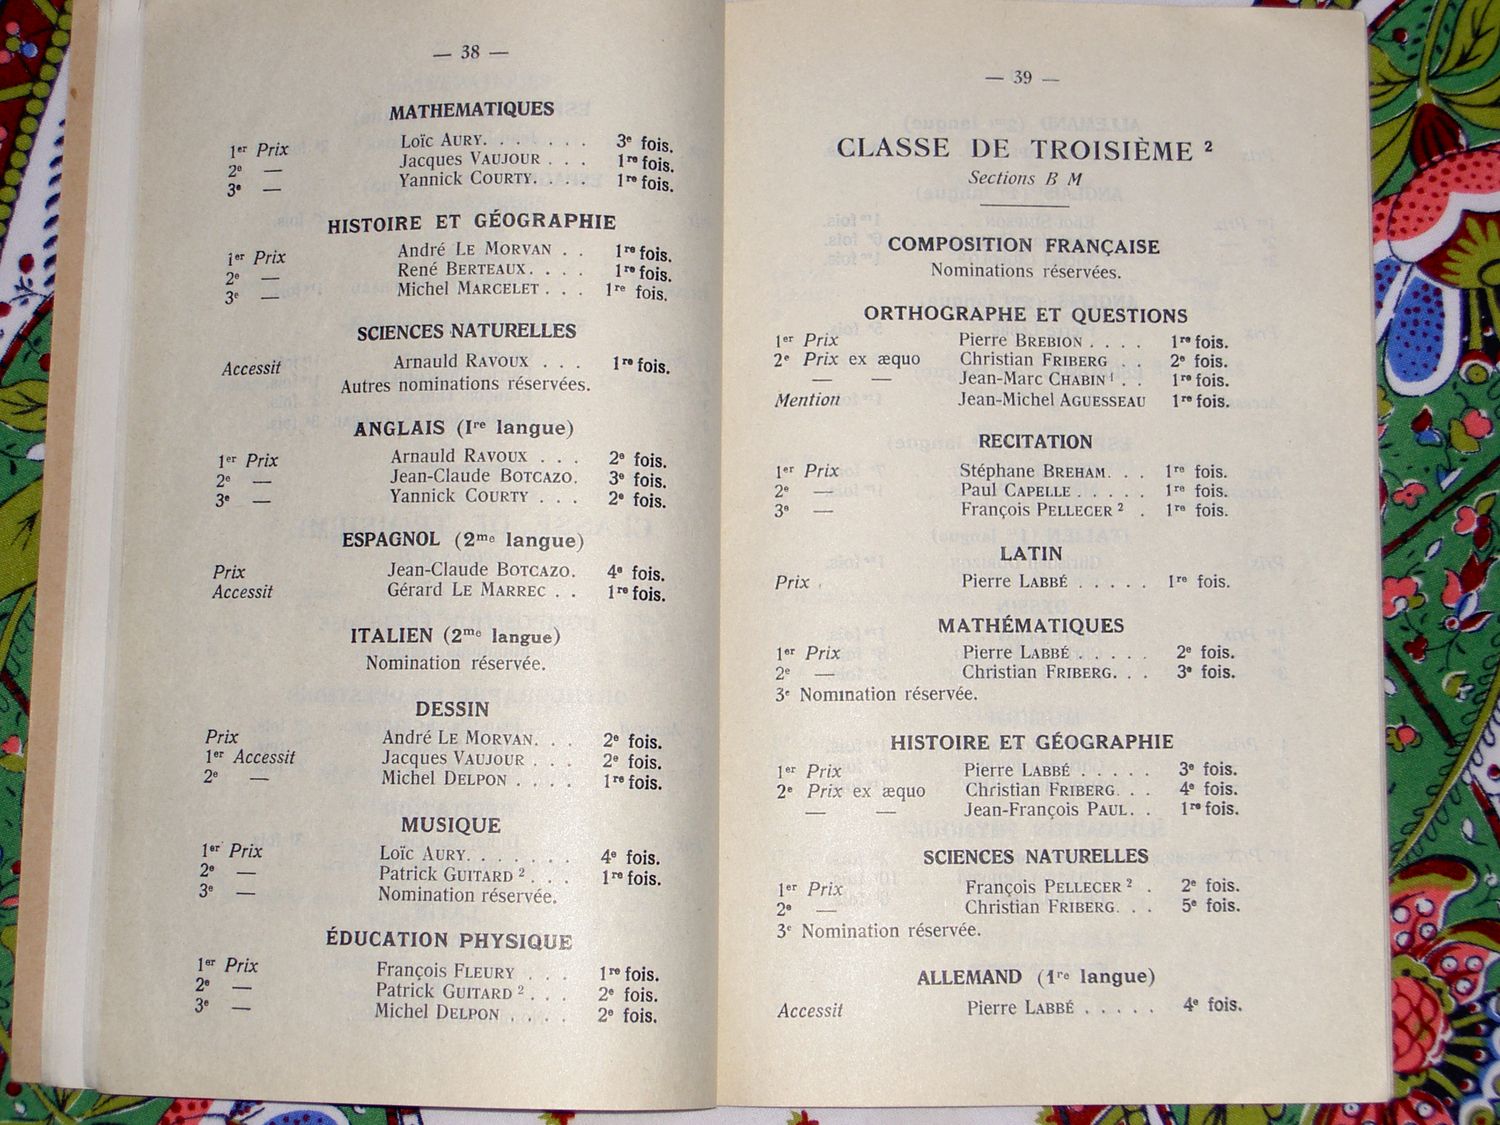 — 38 —
MATHEMATIQUES
1er Prix Loïc AURY. . . . . . . 3e fois.
2e — Jacques VAUJOUR . . . 1re fois.
3e — Yannick COURTY. . . . 1re fois.
HISTOIRE ET GÉOGRAPHIE
1er Prix André LE MORVAN . . 1re fois.
2e — René BERTEAUX. . . . 1re fois.
3e — Michel MARCELET . . . 1re fois.
SCIENCES NATURELLES
Accessit Arnauld RAVOUX . . . 1re fois.
Autres nominations réservées.
ANGLAIS (Ire langue)
1er Prix Arnauld RAVOUX . . . 2e fois.
2e — Jean-Claude BOTCAZO. 3e fois.
3e — Yannick COURTY . . . 2e fois.
ESPAGNOL (2me langue)
Prix Jean-Claude BOTCAZO. 4e fois.
Accessit Gérard LE MARREC . . 1re fois.
ITALIEN (2me langue)
Nomination réservée.
DESSIN
Prix André LE MORVAN. . . 2e fois.
1er Accessit Jacques VAUJOUR . . . 2e fois.
2e — Michel DELPON . . . . 1re fois.
MUSIQUE
1er Prix Loïc AURY. . . . . . . 4e fois.
2e — Patrick GUITARD 2 . . . 1re fois.
3e — Nomination réservée.
ÉDUCATION PHYSIQUE
1er Prix François FLEURY . . . 1re fois.
2e — Patrick GUITARD 2 . . . 2e fois.
3e — Michel DELPON . . . . 2e fois.
— 39 —
CLASSE DE TROISIÈME 2
Sections B M
COMPOSITION FRANÇAISE
Nominations réservées.
ORTHOGRAPHE ET QUESTIONS
1er Prix Pierre BREBION . . . . 1re fois.
2e Prix ex æquo Christian FRIBERG . . . 2e fois.
— — Jean-Marc CHABIN 1 . . 1re fois.
Mention Jean-Michel AGUESSEAU 1re fois.
RECITATION
1er Prix Stéphane BREHAM. . . 1re fois.
2e — Paul CAPELLE . . . . . 1re fois.
3e — François PELLECER 2 . 1re fois.
LATIN
Prix Pierre LABBÉ . . . . . 1re fois.
MATHÉMATIQUES
1er Prix Pierre LABBÉ . . . . . 2e fois.
2e — Christian FRIBERG. . . 3e fois.
3e Nomination réservée.
HISTOIRE ET GÉOGRAPHIE
1er Prix Pierre LABBÉ . . . . . 3e fois.
2e Prix ex æquo Christian FRIBERG. . . 4e fois.
— — Jean-François PAUL. . 1re fois.
SCIENCES NATURELLES
1er Prix François PELLECER 2 . 2e fois.
2e — Christian FRIBERG. . . 5e fois.
3e Nomination réservée.
ALLEMAND (1re langue)
Accessit Pierre LABBÉ . . . . . 4e fois.